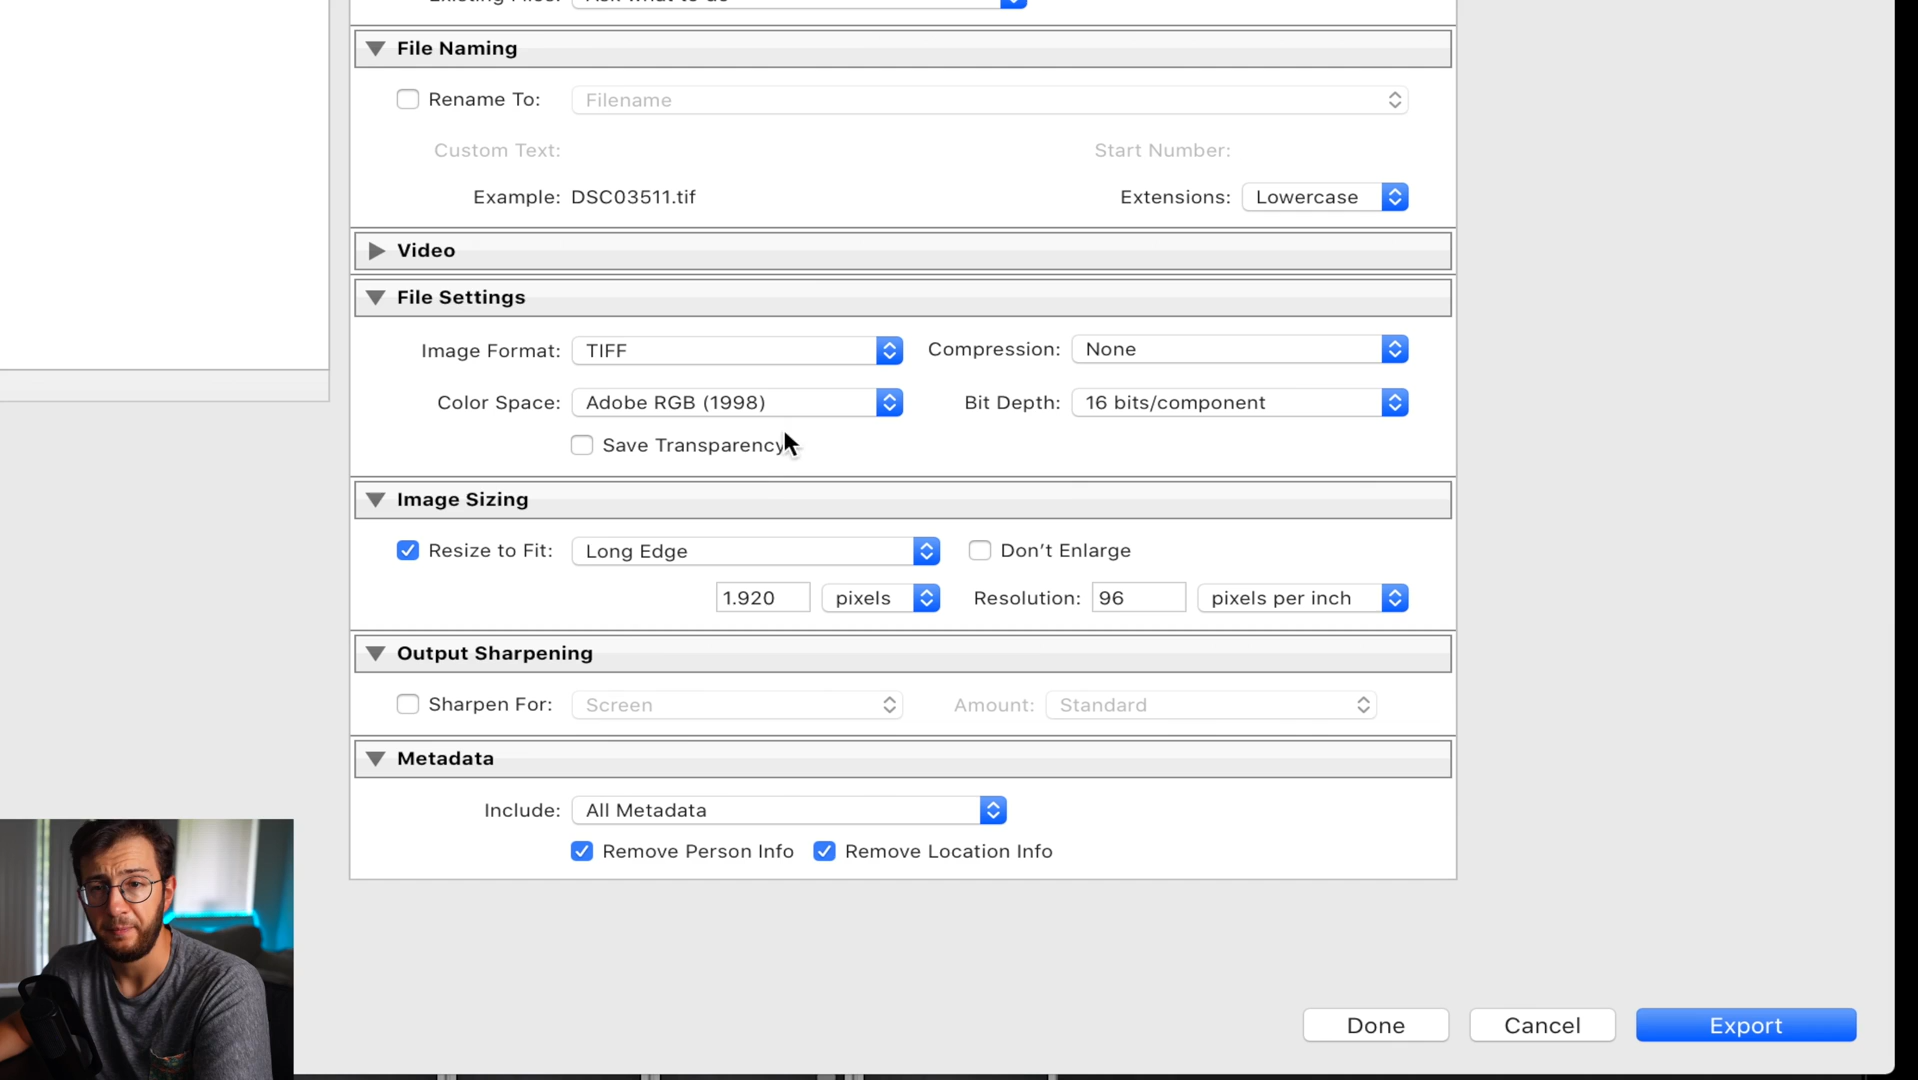 File Naming
Rename To: Filename
Custom Text: Start Number:
Example: DSC03511.tif Extensions: Lowercase
Video
File Settings
Image Format: TIFF Compression: None
Color Space: Adobe RGB (1998) Bit Depth: 16 bits/component
Save Transparency
Image Sizing
Resize to Fit: Long Edge Don't Enlarge
1.920 pixels Resolution: 96 pixels per inch
Output Sharpening
Sharpen For: Screen Amount: Standard
Metadata
Include: All Metadata
Remove Person Info Remove Location Info
Done Cancel Export